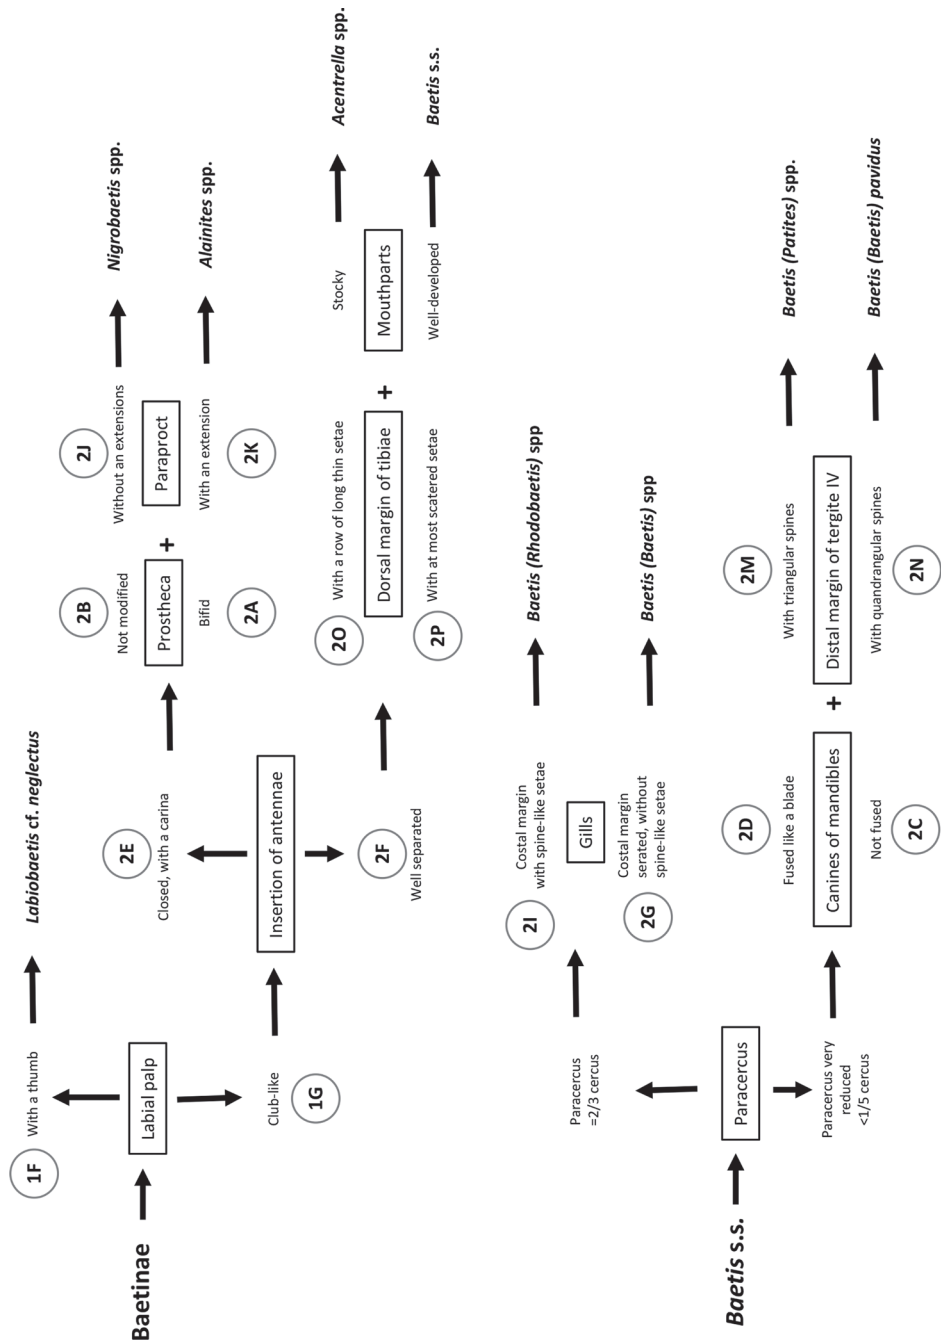 Baetinae
Labial palp
1F
With a thumb
Labiobaetis cf. neglectus
Club-like
1G
Insertion of antennae
2E
Closed, with a carina
2F
Well separated
2B
Not modified
Prostheca
Bifid
2A
+
2J
Without an extensions
Paraproct
With an extension
2K
Nigrobaetis spp.
Alainites spp.
2O
With a row of long thin setae
Dorsal margin of tibiae
With at most scatered setae
2P
+
Stocky
Mouthparts
Well-developed
Acentrella spp.
Baetis s.s.
Baetis s.s.
Paracercus
Paracercus
=2/3 cercus
Paracercus very
reduced
<1/5 cercus
2I
Costal margin
with spine-like setae
Gills
Costal margin
serated, without
spine-like setae
2G
Baetis (Rhodobaetis) spp
Baetis (Baetis) spp
2D
Fused like a blade
Canines of mandibles
Not fused
2C
+
2M
With triangular spines
Distal margin of tergite IV
With quandrangular spines
2N
Baetis (Patites) spp.
Baetis (Baetis) pavidus